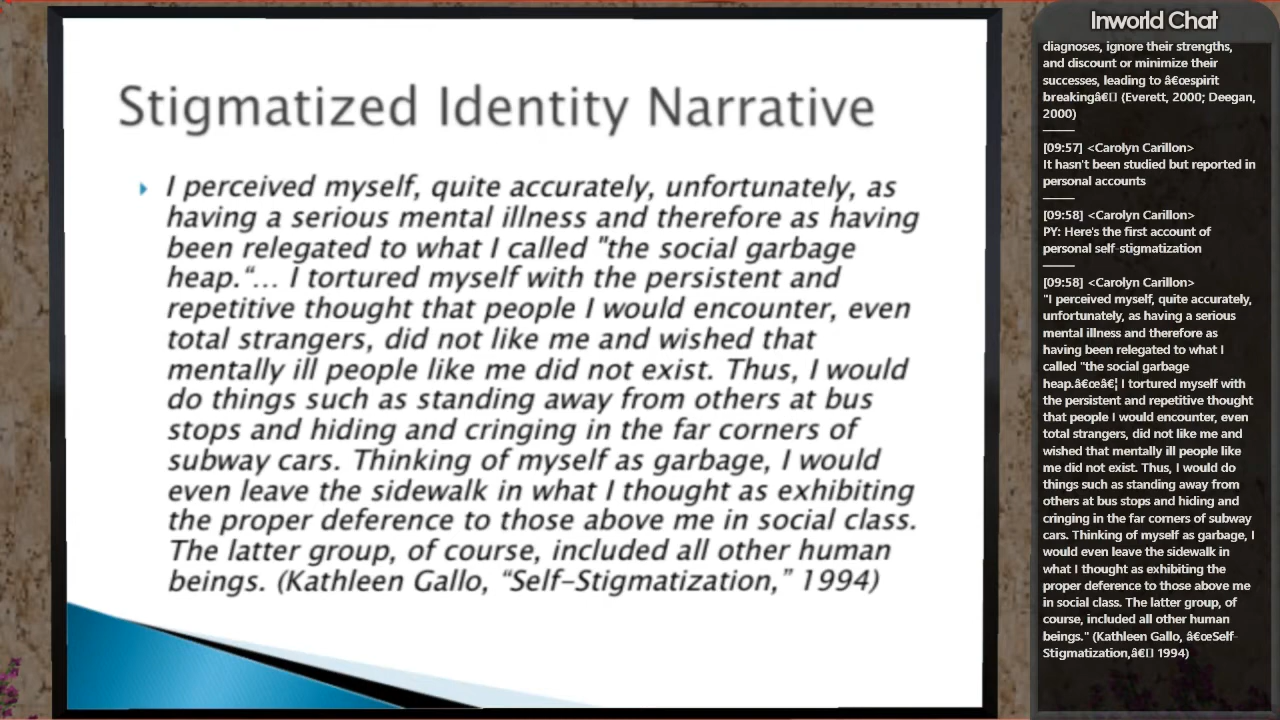 Stigmatized Identity Narrative
I perceived myself, quite accurately, unfortunately, as
having a serious mental illness and therefore as having
been relegated to what I called "the social garbage
heap.“... I tortured myself with the persistent and
repetitive thought that people I would encounter, even
total strangers, did not like me and wished that
mentally ill people like me did not exist. Thus, I would
do things such as standing away from others at bus
stops and hiding and cringing in the far corners of
subway cars. Thinking of myself as garbage, I would
even leave the sidewalk in what I thought as exhibiting
the proper deference to those above me in social class.
The latter group, of course, included all other human
beings. (Kathleen Gallo, “Self-Stigmatization,” 1994)
Inworld Chat
diagnoses, ignore their strengths,
and discount or minimize their
successes, leading to â€œspirit
breakingâ€ (Everett, 2000; Deegan,
2000)
[09:57] <Carolyn Carillon>
It hasn't been studied but reported in
personal accounts
[09:58] <Carolyn Carillon>
PY: Here's the first account of
personal self-stigmatization
[09:58] <Carolyn Carillon>
"I perceived myself, quite accurately,
unfortunately, as having a serious
mental illness and therefore as
having been relegated to what I
called "the social garbage
heap.â€œâ€¦ I tortured myself with
the persistent and repetitive thought
that people I would encounter, even
total strangers, did not like me and
wished that mentally ill people like
me did not exist. Thus, I would do
things such as standing away from
others at bus stops and hiding and
cringing in the far corners of subway
cars. Thinking of myself as garbage, I
would even leave the sidewalk in
what I thought as exhibiting the
proper deference to those above me
in social class. The latter group, of
course, included all other human
beings." (Kathleen Gallo, â€œSelf-
Stigmatization,â€ 1994)